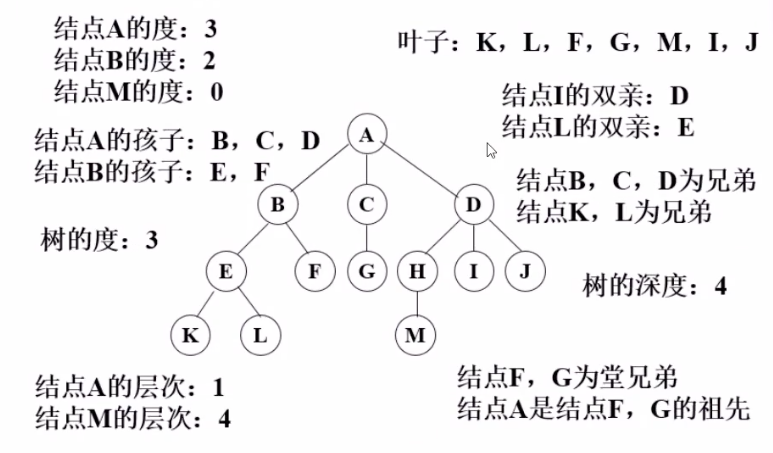 结点A的度：3
结点B的度：2
结点M的度：0
叶子：K，L，F，G，M，I，J
结点I的双亲：D
结点L的双亲：E
结点A的孩子：B，C，D
结点B的孩子：E，F
结点B，C，D为兄弟
结点K，L为兄弟
树的度：3
A
B
C
D
E
F
G
H
I
J
K
L
M
树的深度：4
结点A的层次：1
结点M的层次：4
结点F，G为堂兄弟
结点A是结点F，G的祖先